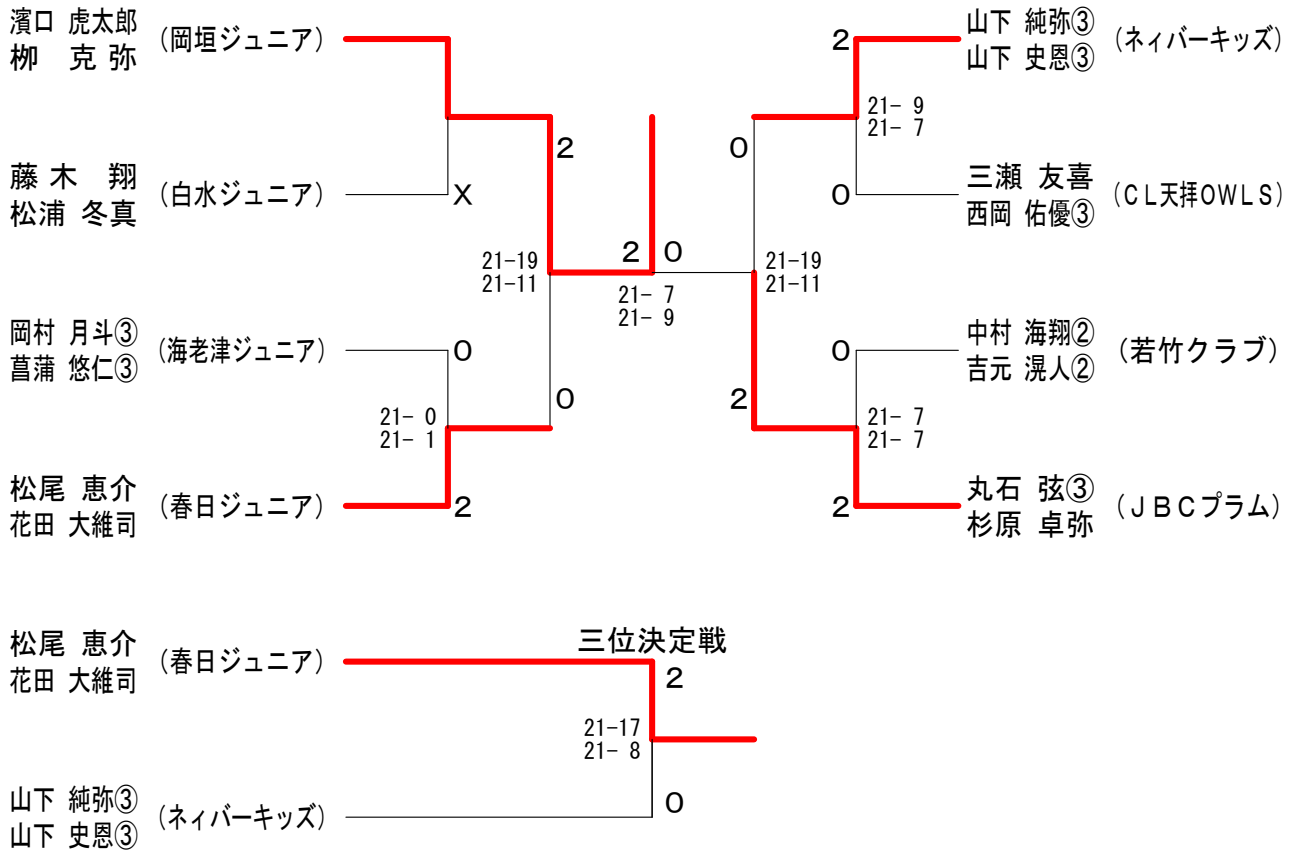 濱口 虎太郎
栁 克弥
(岡垣ジュニア)
藤木 翔
松浦 冬真
(白水ジュニア)
X
岡村 月斗③
菖蒲 悠仁③
(海老津ジュニア)
0
松尾 恵介
花田 大維司
(春日ジュニア)
2
21- 0
21- 1
2
0
21-19
21-11
2 0
21- 7
21- 9
0
2
21-19
21-11
2
山下 純弥③
山下 史恩③
(ネィバーキッズ)
21- 9
21- 7
0
三瀬 友喜
西岡 佑優③
(CL天拝OWLS)
0
中村 海翔②
吉元 滉人②
(若竹クラブ)
21- 7
21- 7
2
丸石 弦③
杉原 卓弥
(JBCプラム)
三位決定戦
松尾 恵介
花田 大維司
(春日ジュニア)
2
21-17
21- 8
山下 純弥③
山下 史恩③
(ネィバーキッズ)
0